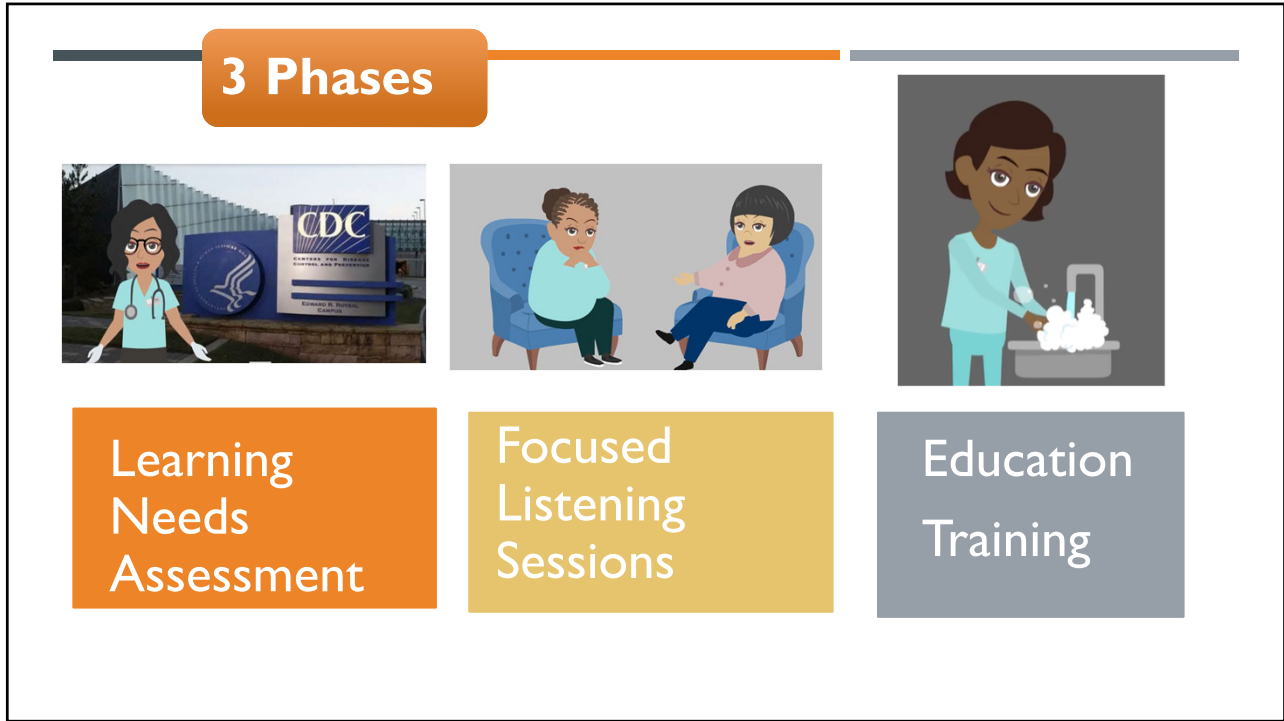 3 Phases
CDC
CENTERS FOR DISEASE
CONTROL AND PREVENTION
EDWARD R. ROYBAL
CAMPUS
Learning
Needs
Assessment
Focused
Listening
Sessions
Education
Training